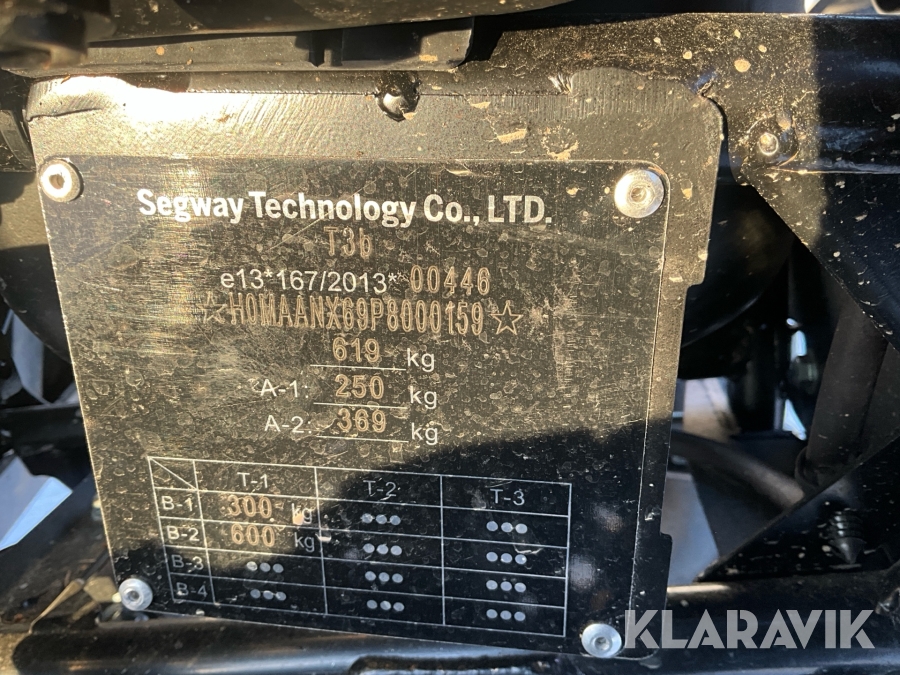 Segway Technology Co., LTD.
T3b
e13*167/2013*00446
☆H0MAANX69P8000159☆
619 kg
A-1: 250 kg
A-2: 369 kg
T-1 T-2 T-3
B-1 300 kg ●●● ●●●
B-2 600 kg ●●● ●●●
B-3 ●●● ●●● ●●●
B-4 ●●● ●●● ●●●
KLARAVIK